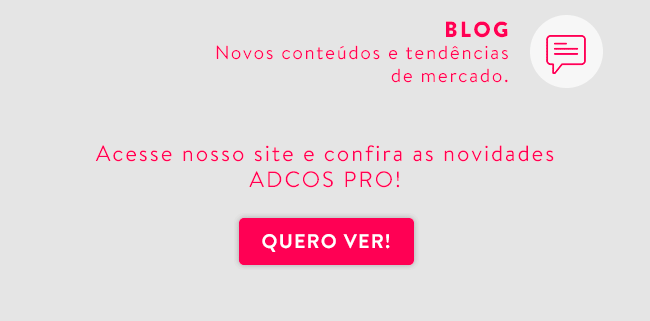 BLOG
Novos conteúdos e tendências
de mercado.
Acesse nosso site e confira as novidades
ADCOS PRO!
QUERO VER!